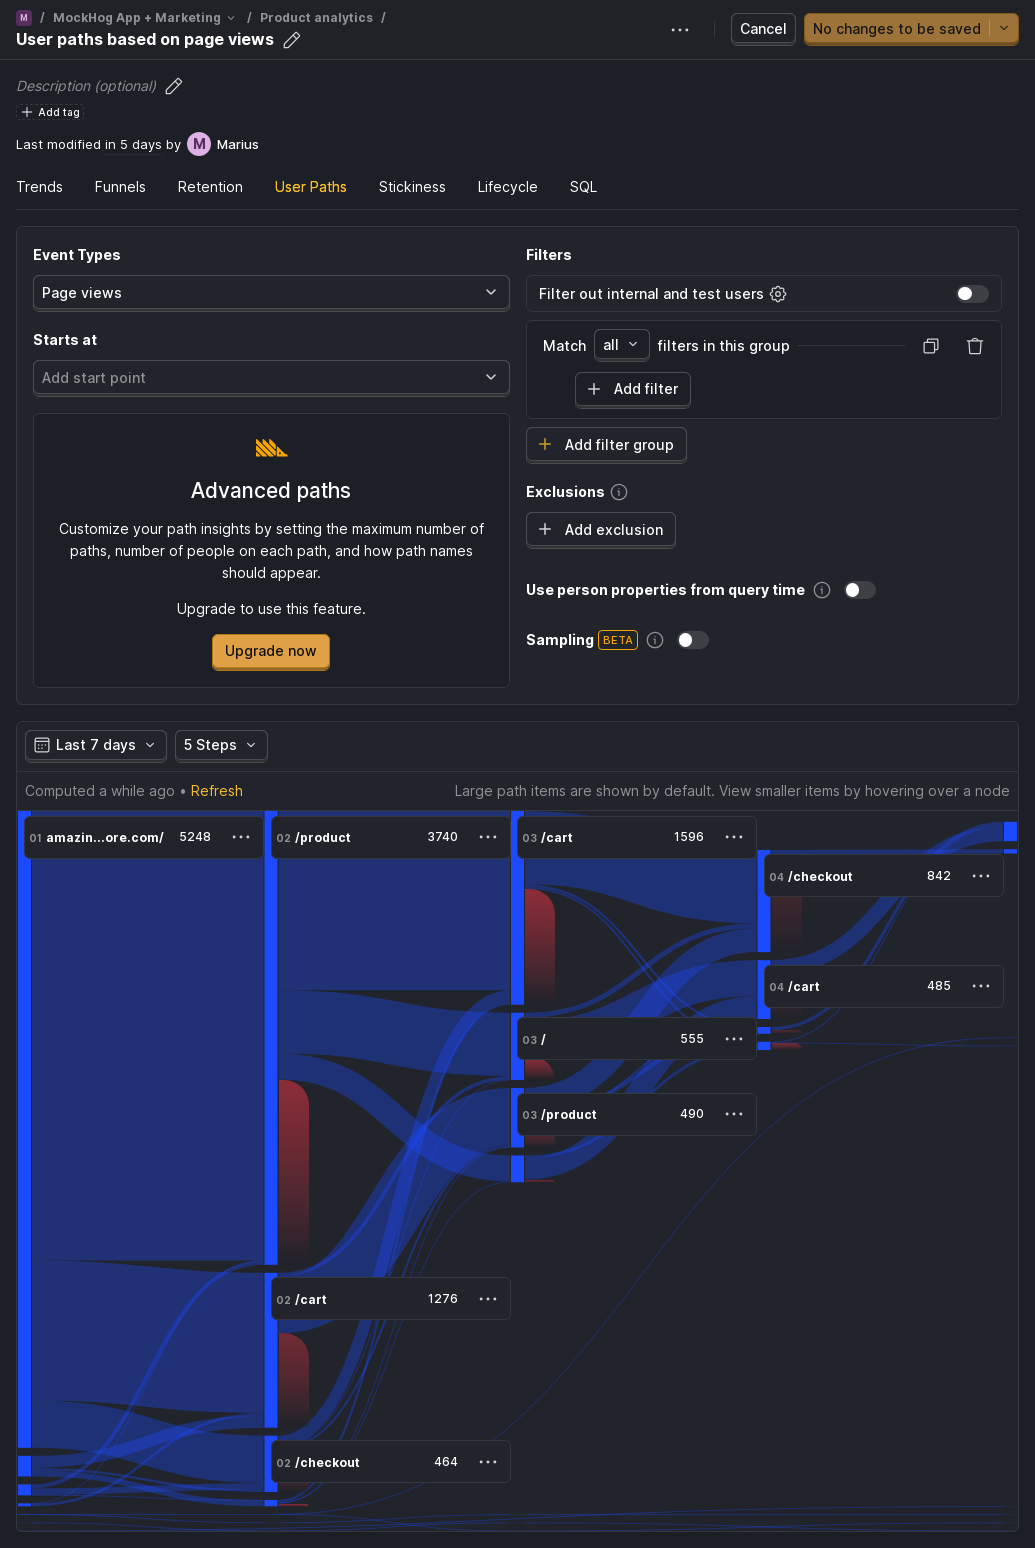 M / MockHog App + Marketing / Product analytics /
User paths based on page views
Cancel
No changes to be saved
Description (optional)
Add tag
Last modified in 5 days by M Marius
Trends Funnels Retention User Paths Stickiness Lifecycle SQL
Event Types
Page views
Starts at
Add start point
Advanced paths
Customize your path insights by setting the maximum number of
paths, number of people on each path, and how path names
should appear.
Upgrade to use this feature.
Upgrade now
Filters
Filter out internal and test users
Match all filters in this group
Add filter
Add filter group
Exclusions
Add exclusion
Use person properties from query time
Sampling BETA
Last 7 days 5 Steps
Computed a while ago • Refresh
Large path items are shown by default. View smaller items by hovering over a node
01 amazin...ore.com/ 5248
02 /product 3740
03 /cart 1596
04 /checkout 842
04 /cart 485
03 / 555
03 /product 490
02 /cart 1276
02 /checkout 464